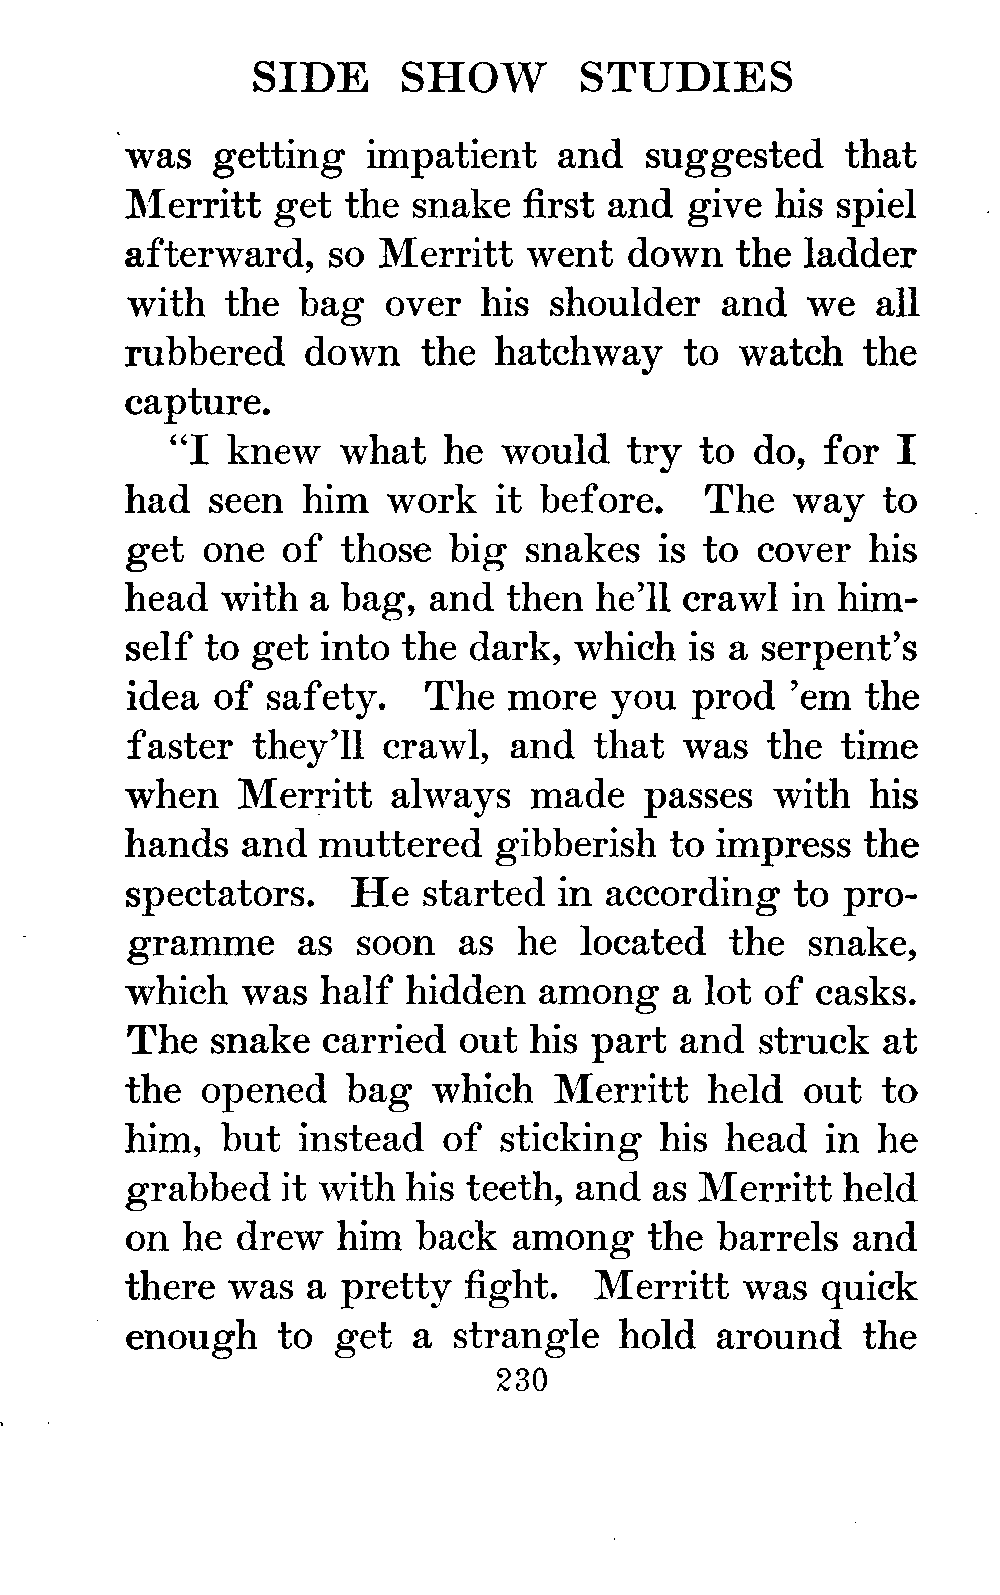 SIDE SHOW STUDIES
was getting impatient and suggested that
Merritt get the snake first and give his spiel
afterward, so Merritt went down the ladder
with the bag over his shoulder and we all
rubbered down the hatchway to watch the
capture.
"I knew what he would try to do, for I
had seen him work it before. The way to
get one of those big snakes is to cover his
head with a bag, and then he'll crawl in him-
self to get into the dark, which is a serpent's
idea of safety. The more you prod 'em the
faster they'll crawl, and that was the time
when Merritt always made passes with his
hands and muttered gibberish to impress the
spectators. He started in according to pro-
gramme as soon as he located the snake,
which was half hidden among a lot of casks.
The snake carried out his part and struck at
the opened bag which Merritt held out to
him, but instead of sticking his head in he
grabbed it with his teeth, and as Merritt held
on he drew him back among the barrels and
there was a pretty fight. Merritt was quick
enough to get a strangle hold around the
230